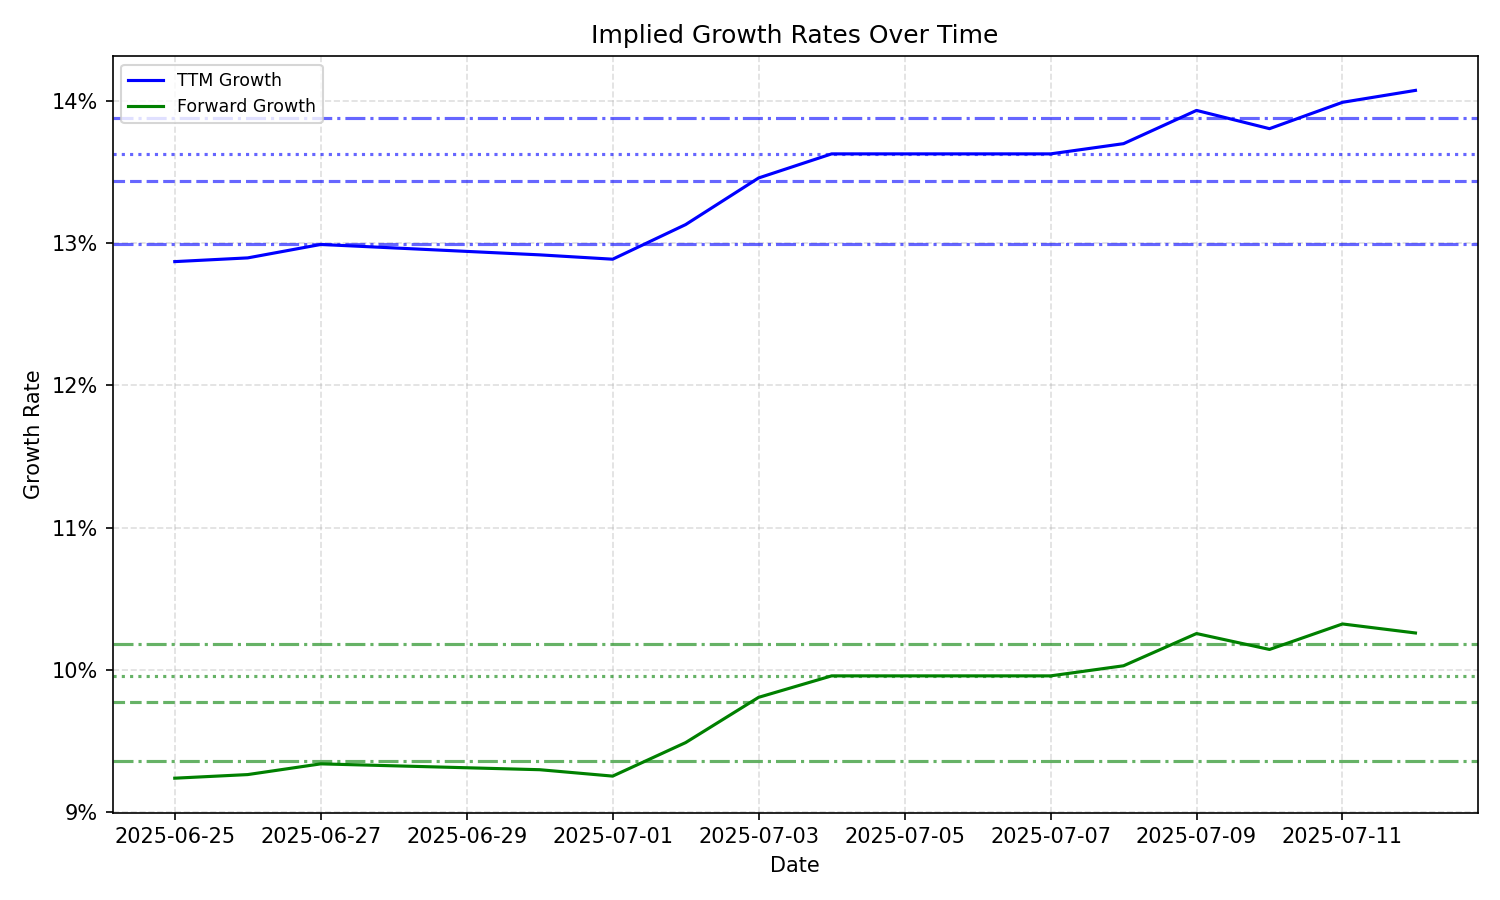 Implied Growth Rates Over Time
TTM Growth
Forward Growth
14%
13%
12%
11%
10%
9%
Growth Rate
2025-06-25 2025-06-27 2025-06-29 2025-07-01 2025-07-03 2025-07-05 2025-07-07 2025-07-09 2025-07-11
Date